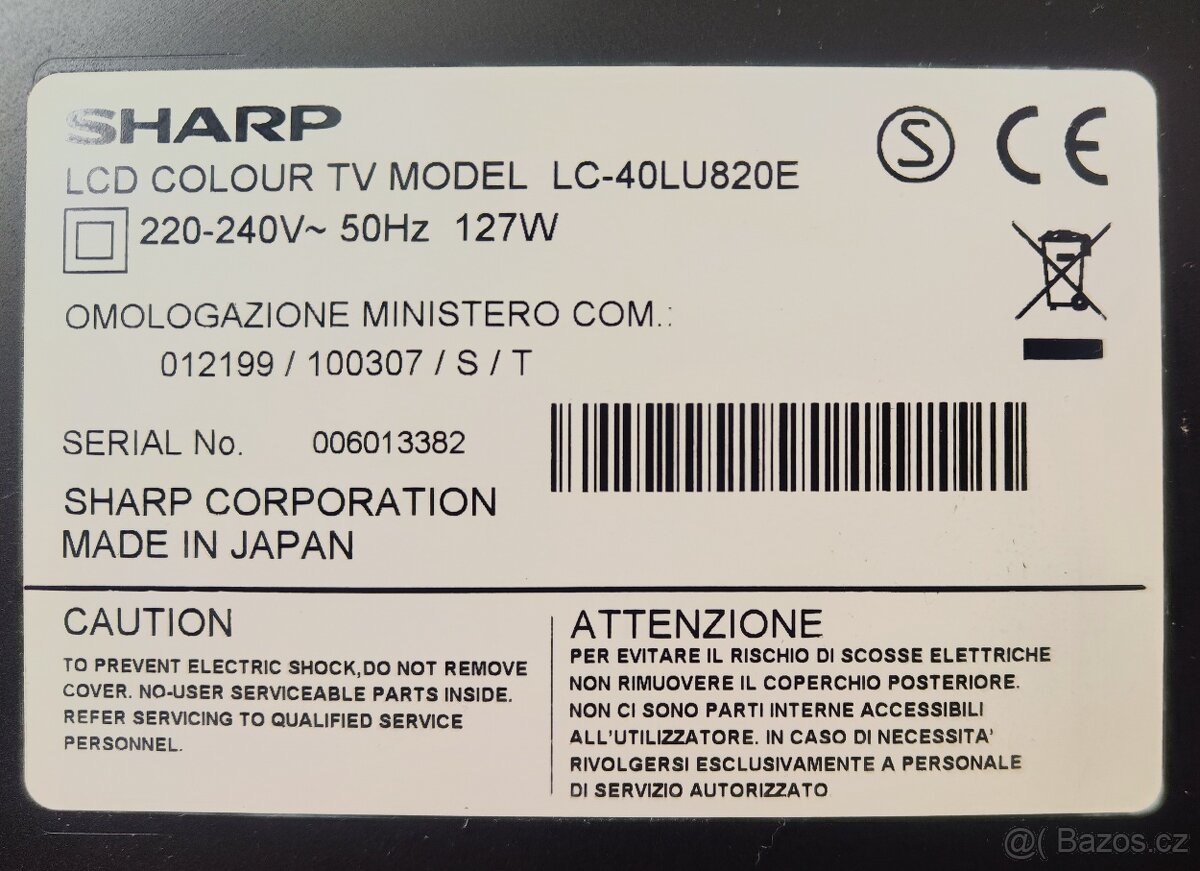 SHARP
LCD COLOUR TV MODEL LC-40LU820E
220-240V~ 50Hz 127W
OMOLOGAZIONE MINISTERO COM.:
012199 / 100307 / S / T
SERIAL No. 006013382
SHARP CORPORATION
MADE IN JAPAN
S CE
CAUTION
TO PREVENT ELECTRIC SHOCK,DO NOT REMOVE
COVER. NO-USER SERVICEABLE PARTS INSIDE.
REFER SERVICING TO QUALIFIED SERVICE
PERSONNEL.
ATTENZIONE
PER EVITARE IL RISCHIO DI SCOSSE ELETTRICHE
NON RIMUOVERE IL COPERCHIO POSTERIORE.
NON CI SONO PARTI INTERNE ACCESSIBILI
ALL'UTILIZZATORE. IN CASO DI NECESSITA'
RIVOLGERSI ESCLUSIVAMENTE A PERSONALE
DI SERVIZIO AUTORIZZATO
@( Bazos.cz